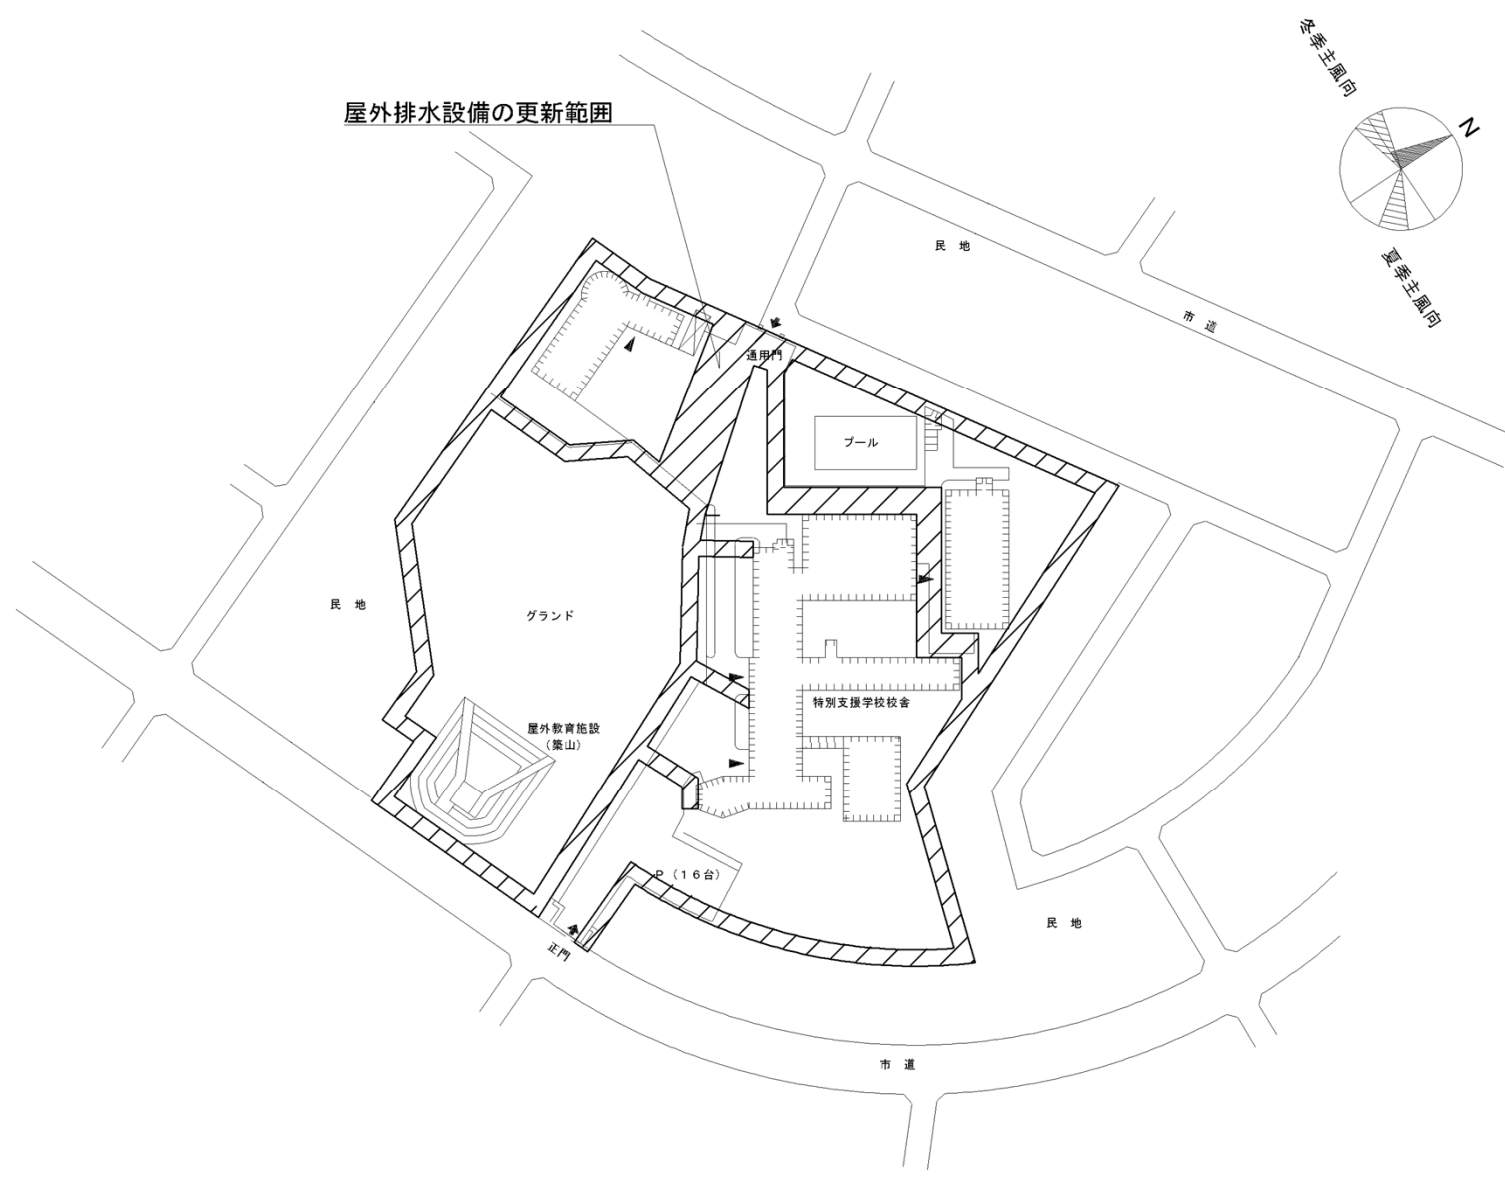 冬季主風向
N
夏季主風向
屋外排水設備の更新範囲
民　地
市　道
通用門
プール
民　地
グランド
屋外教育施設
（築山）
特別支援学校校舎
P（１６台）
正門
民　地
市　道